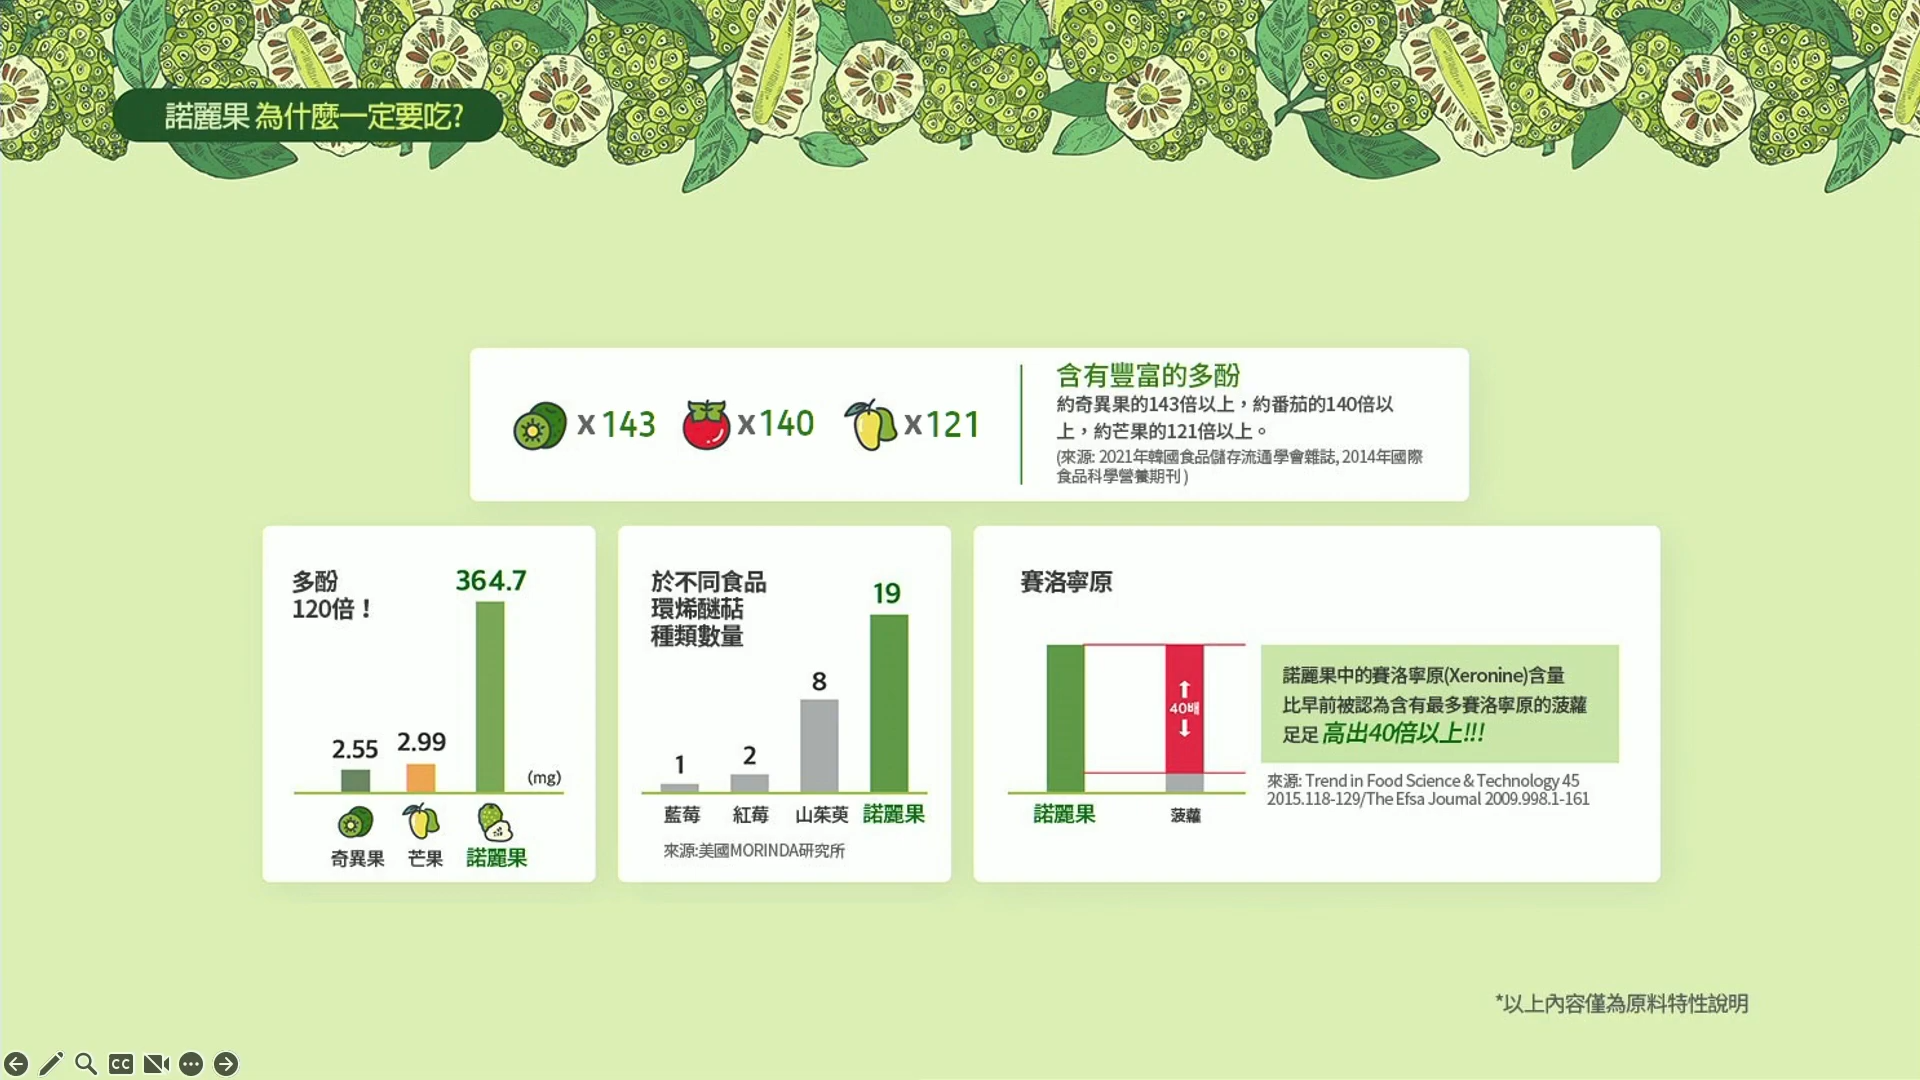 諾麗果 為什麼一定要吃?
x143 x140 x121
含有豐富的多酚
約奇異果的143倍以上，約番茄的140倍以
上，約芒果的121倍以上。
(來源: 2021年韓國食品儲存流通學會雜誌, 2014年國際
食品科學營養期刊 )
多酚
120倍！
364.7
2.55
2.99
(mg)
奇異果
芒果
諾麗果
於不同食品
環烯醚萜
種類數量
19
8
2
1
藍莓
紅莓
山茱萸
諾麗果
來源:美國MORINDA研究所
賽洛寧原
40배
諾麗果
菠蘿
諾麗果中的賽洛寧原(Xeronine)含量
比早前被認為含有最多賽洛寧原的菠蘿
足足 高出40倍以上!!!
來源: Trend in Food Science & Technology 45
2015.118-129/The Efsa Joumal 2009.998.1-161
*以上內容僅為原料特性說明
CC